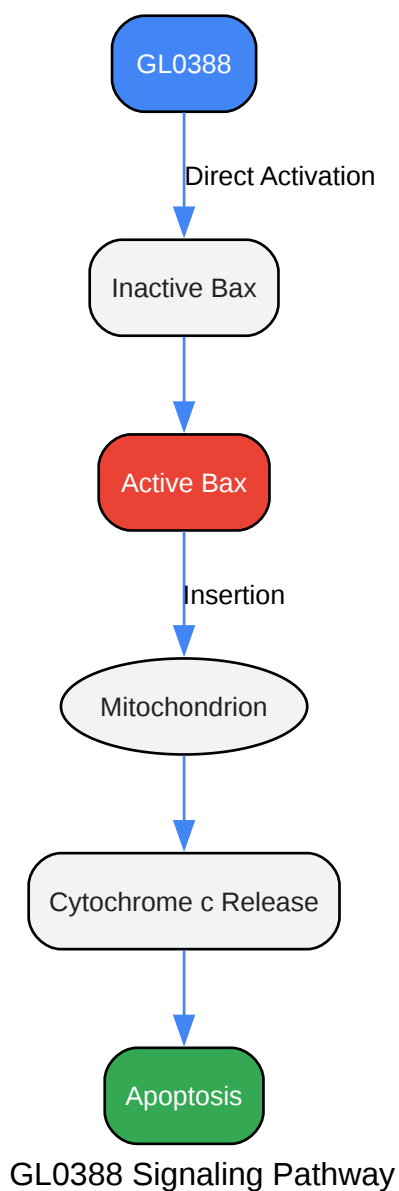 GL0388
Direct Activation
Inactive Bax
Active Bax
Insertion
Mitochondrion
Cytochrome c Release
Apoptosis
GL0388 Signaling Pathway